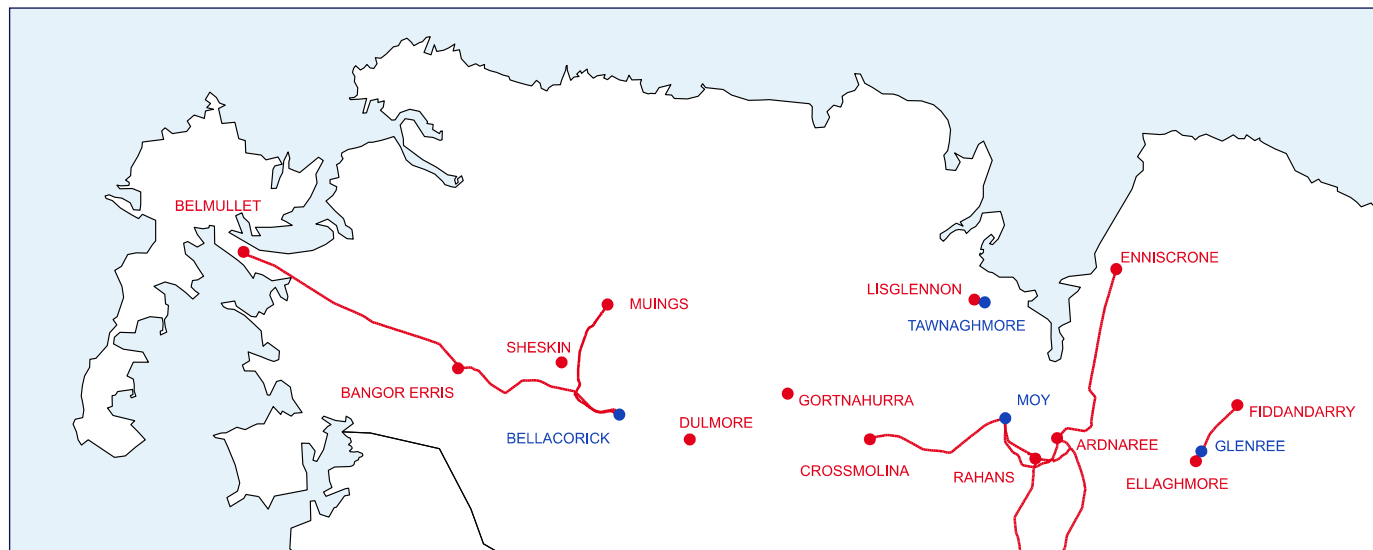 BELMULLET
ENNISCRONE
LISGLENNON
MUINGS
TAWNAGHMORE
SHESKIN
BANGOR ERRIS
GORTNAHURRA
MOY
FIDDANDARRY
DULMORE
BELLACORICK
ARDNAREE
GLENREE
CROSSMOLINA
RAHANS
ELLAGHMORE